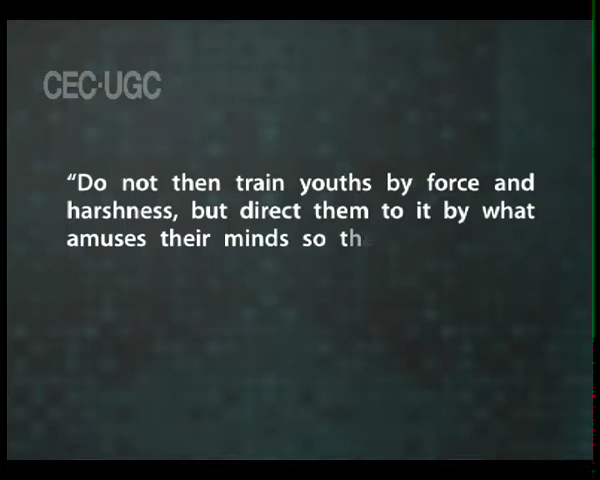 CEC-UGC
“Do not then train youths by force and
harshness, but direct them to it by what
amuses their minds so th